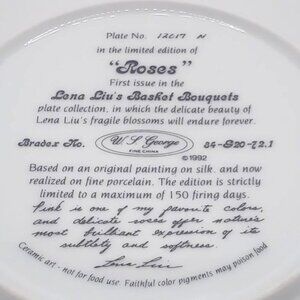 Plate No. 12017 N
in the limited edition of
"Roses"
First issue in the
Lena Liu's Basket Bouquets
plate collection, in which the delicate beauty of
Lena Liu's fragile blossoms will endure forever.
Bradex No. W. S. George 84-G20-72.1
FINE CHINA
© 1992
Based on an original painting on silk, and now
realized on fine porcelain. The edition is strictly
limited to a maximum of 150 firing days.
Pink is one of my favorite colors,
and delicate roses offer nature's
most brilliant expression of its
subtlety and softness.
Lena Liu
Ceramic art - not for food use. Faithful color pigments may poison food